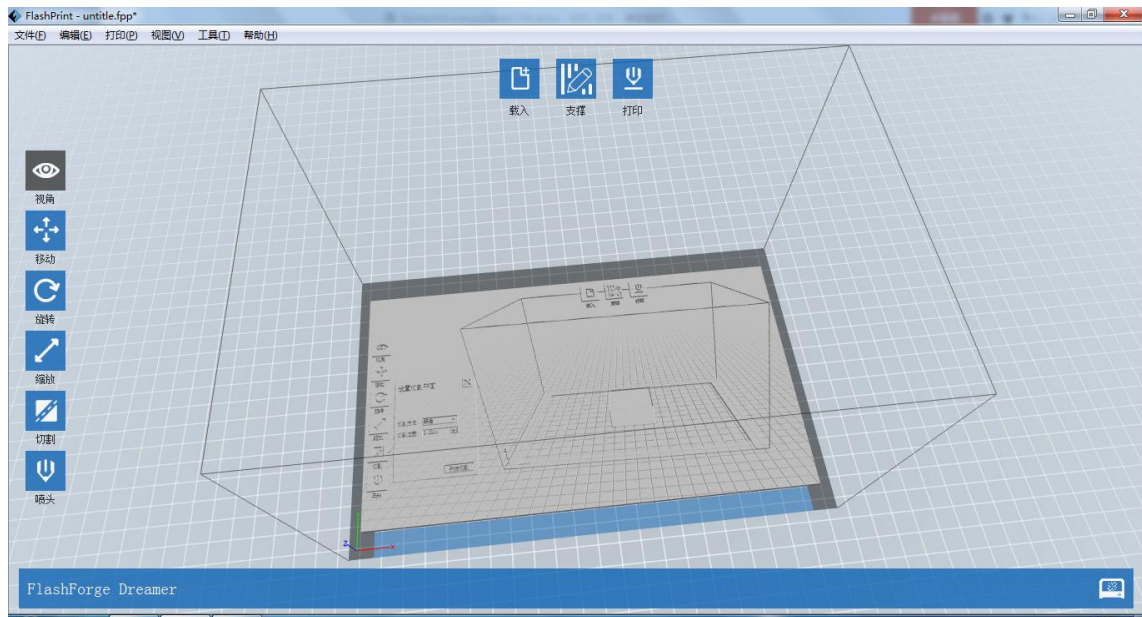 FlashPrint - untitle.fpp*
文件(F) 编辑(E) 打印(P) 视图(V) 工具(T) 帮助(H)
载入 支撑 打印
视角
移动
旋转
缩放
切割
喷头
Z X
FlashForge Dreamer